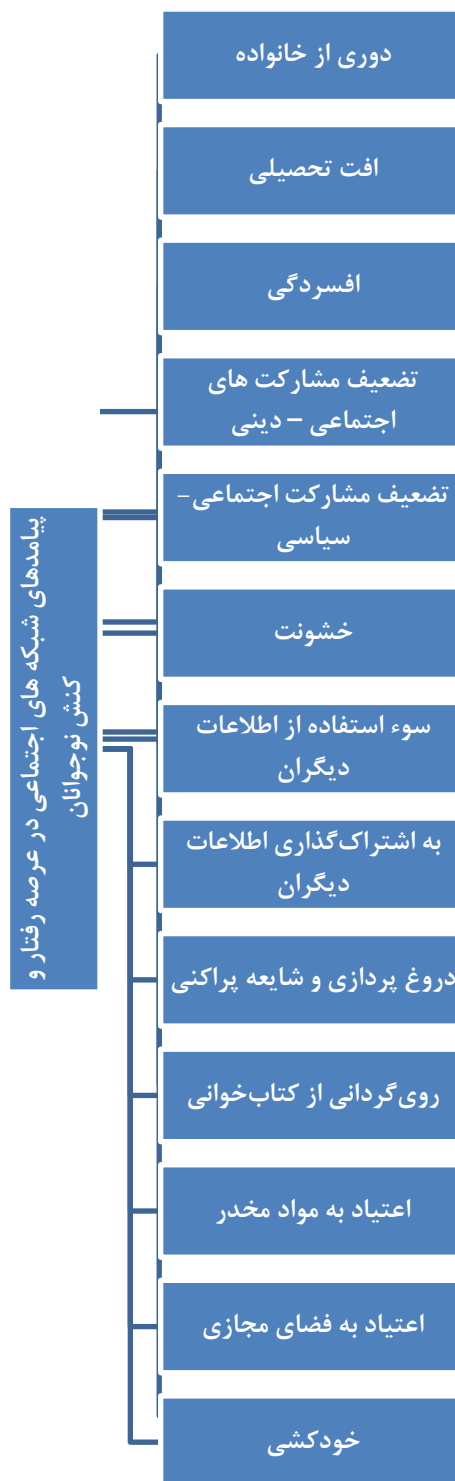 دوری از خانواده
افت تحصیلی
افسردگی
تضعیف مشارکت های
اجتماعی – دینی
تضعیف مشارکت اجتماعی-
سیاسی
خشونت
سوء استفاده از اطلاعات
دیگران
به اشتراک‌گذاری اطلاعات
دیگران
دروغ پردازی و شایعه پراکنی
روی‌گردانی از کتاب‌خوانی
اعتیاد به مواد مخدر
اعتیاد به فضای مجازی
خودکشی
پیامدهای شبکه های اجتماعی در عرصه رفتار و
کنش نوجوانان